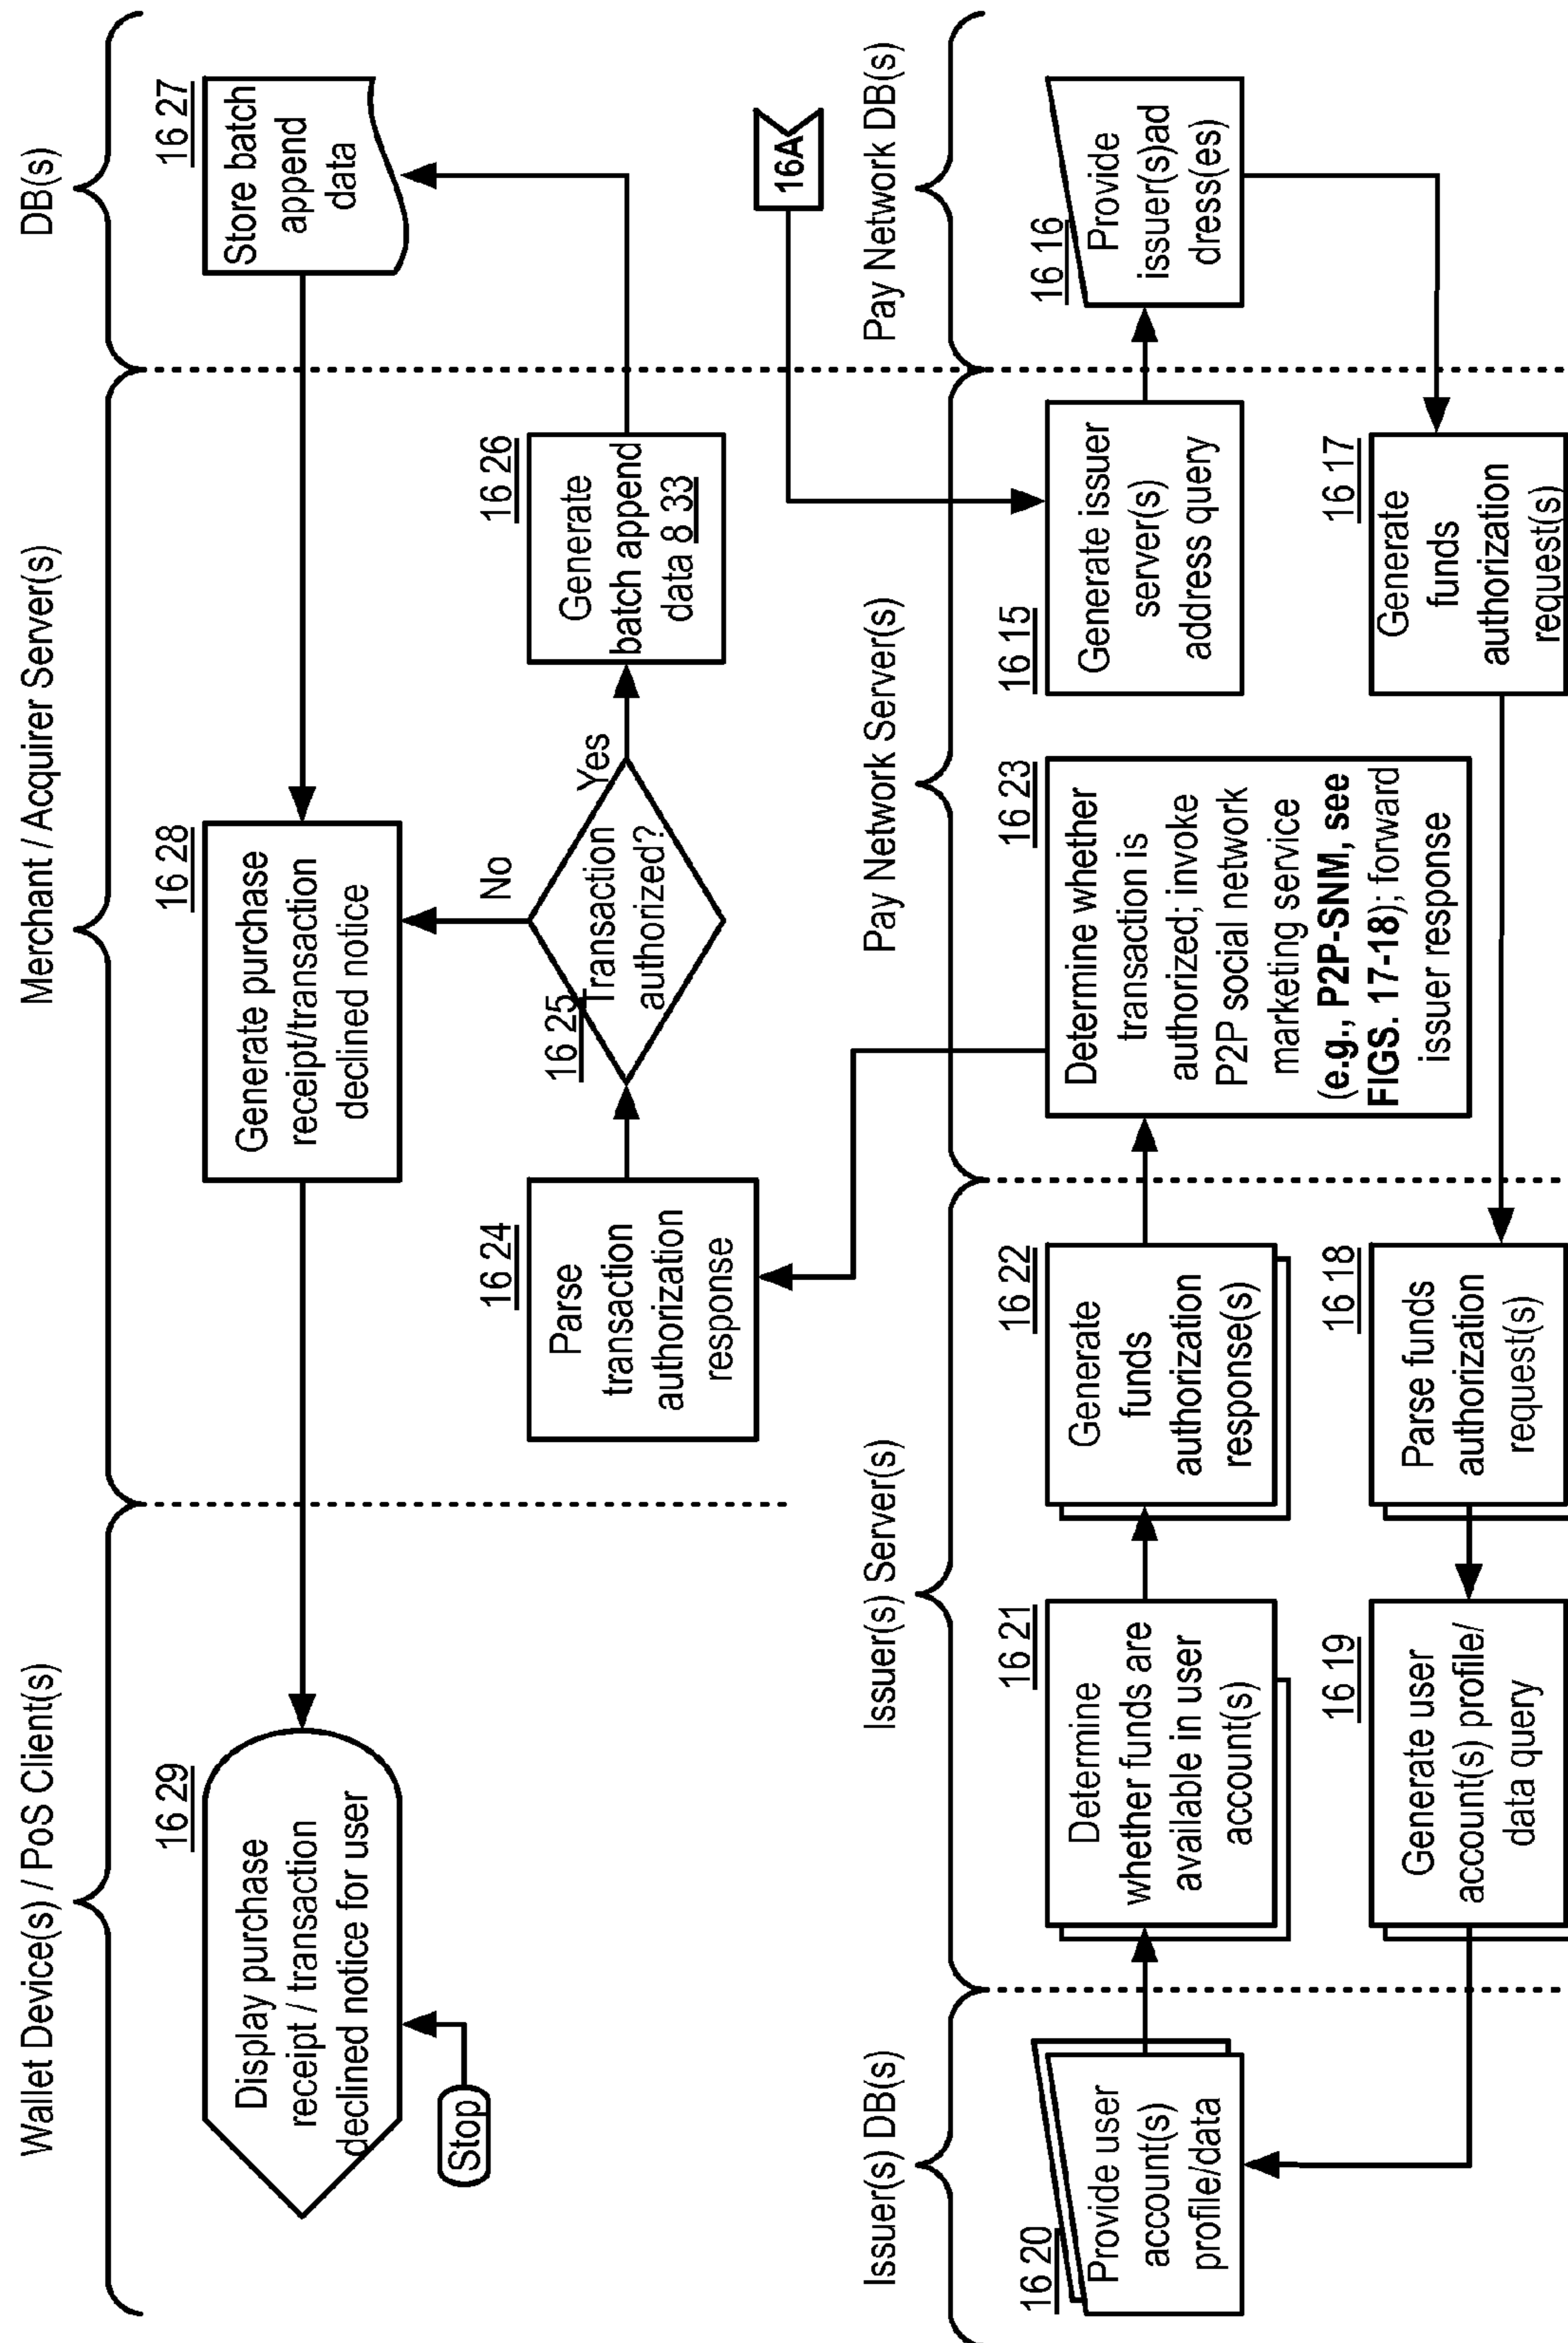 Wallet Device(s) / PoS Client(s)
Merchant / Acquirer Server(s)
DB(s)
16 29
Display purchase
receipt / transaction
declined notice for user
Stop
16 28
Generate purchase
receipt/transaction
declined notice
16 27
Store batch
append
data
16 24
Parse
transaction
authorization
response
16 25
Transaction
authorized?
No
Yes
16 26
Generate
batch append
data 8 33
16A
Issuer(s) DB(s)
Issuer(s) Server(s)
Pay Network Server(s)
Pay Network DB(s)
16 20
Provide user
account(s)
profile/data
16 21
Determine
whether funds are
available in user
account(s)
16 22
Generate
funds
authorization
response(s)
16 23
Determine whether
transaction is
authorized; invoke
P2P social network
marketing service
(e.g., P2P-SNM, see
FIGS. 17-18); forward
issuer response
16 15
Generate issuer
server(s)
address query
16 16
Provide
issuer(s)ad
dress(es)
16 19
Generate user
account(s) profile/
data query
16 18
Parse funds
authorization
request(s)
16 17
Generate
funds
authorization
request(s)